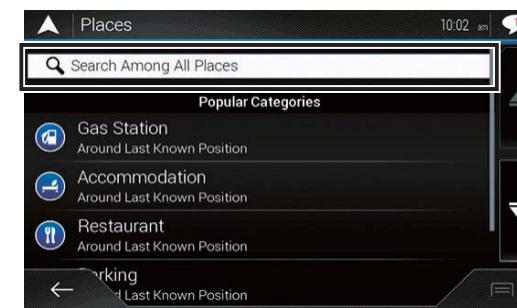 Places
10:02 am
Search Among All Places
Popular Categories
Gas Station
Around Last Known Position
Accommodation
Around Last Known Position
Restaurant
Around Last Known Position
Parking
Last Known Position